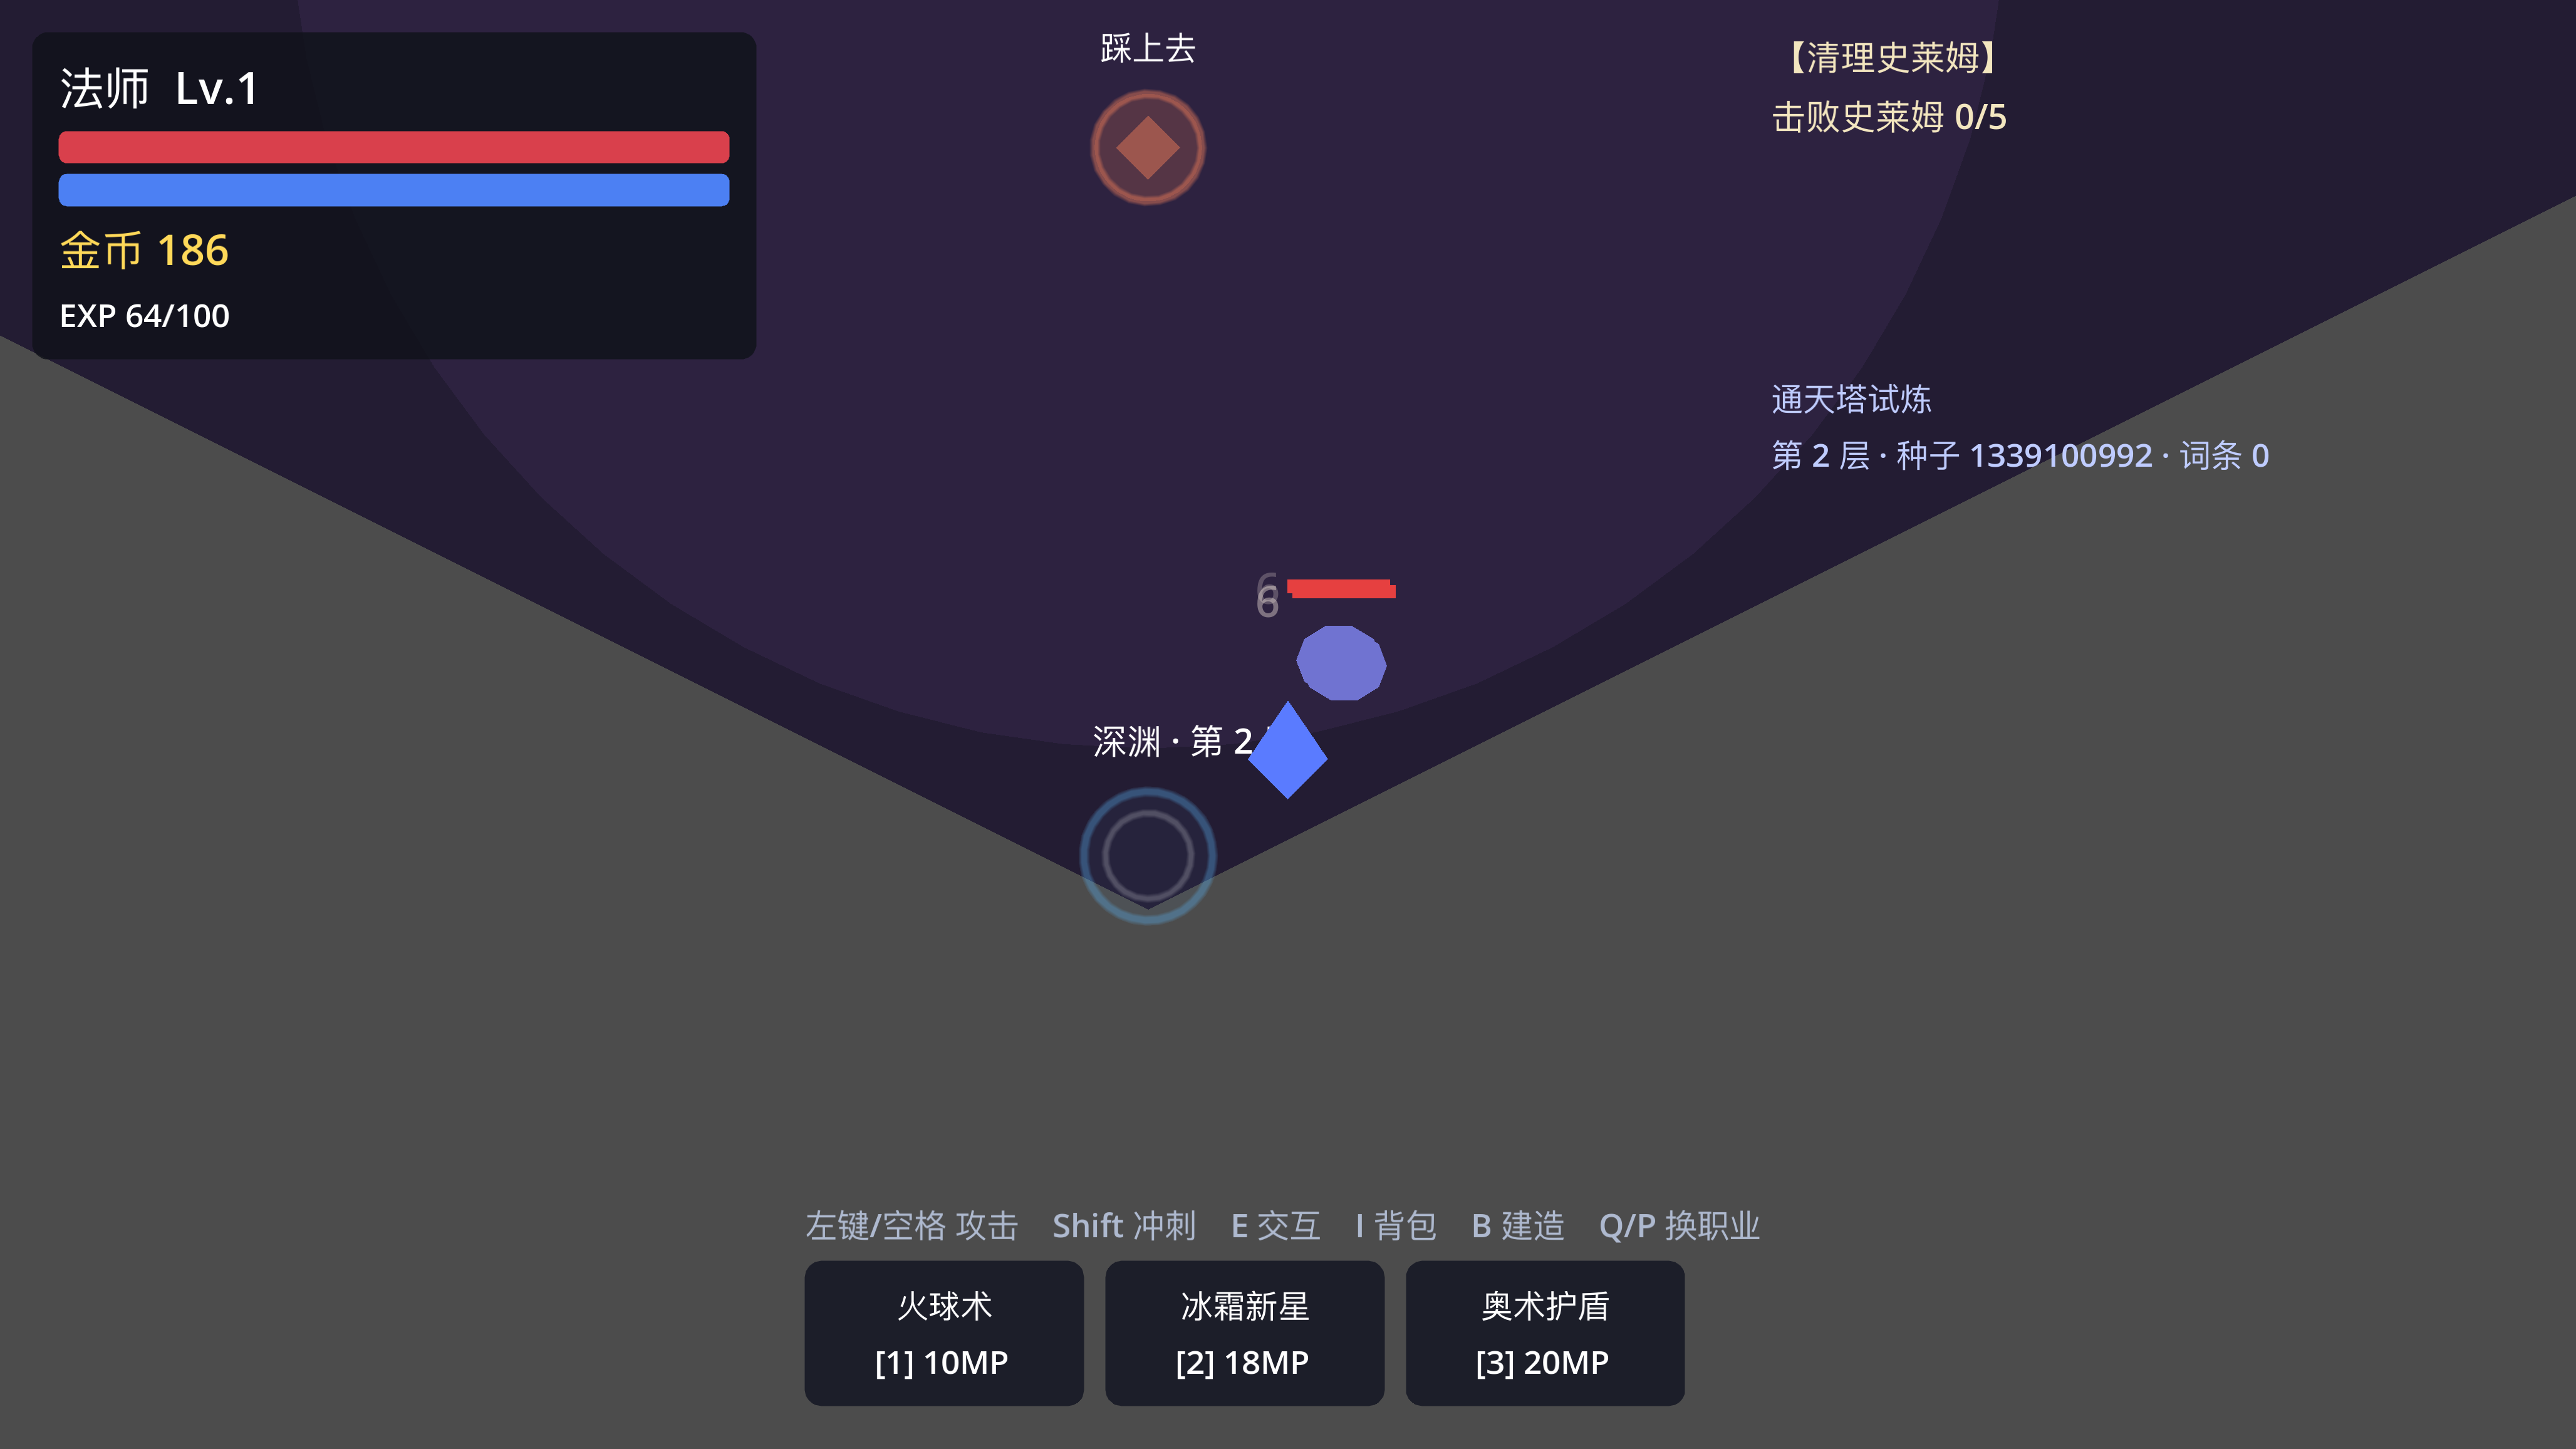 法师 Lv.1
金币 186
EXP 64/100
踩上去
【清理史莱姆】
击败史莱姆 0/5
通天塔试炼
第 2 层 · 种子 1339100992 · 词条 0
6
6
深渊 · 第 2
左键/空格 攻击 Shift 冲刺 E 交互 I 背包 B 建造 Q/P 换职业
火球术
[1] 10MP
冰霜新星
[2] 18MP
奥术护盾
[3] 20MP